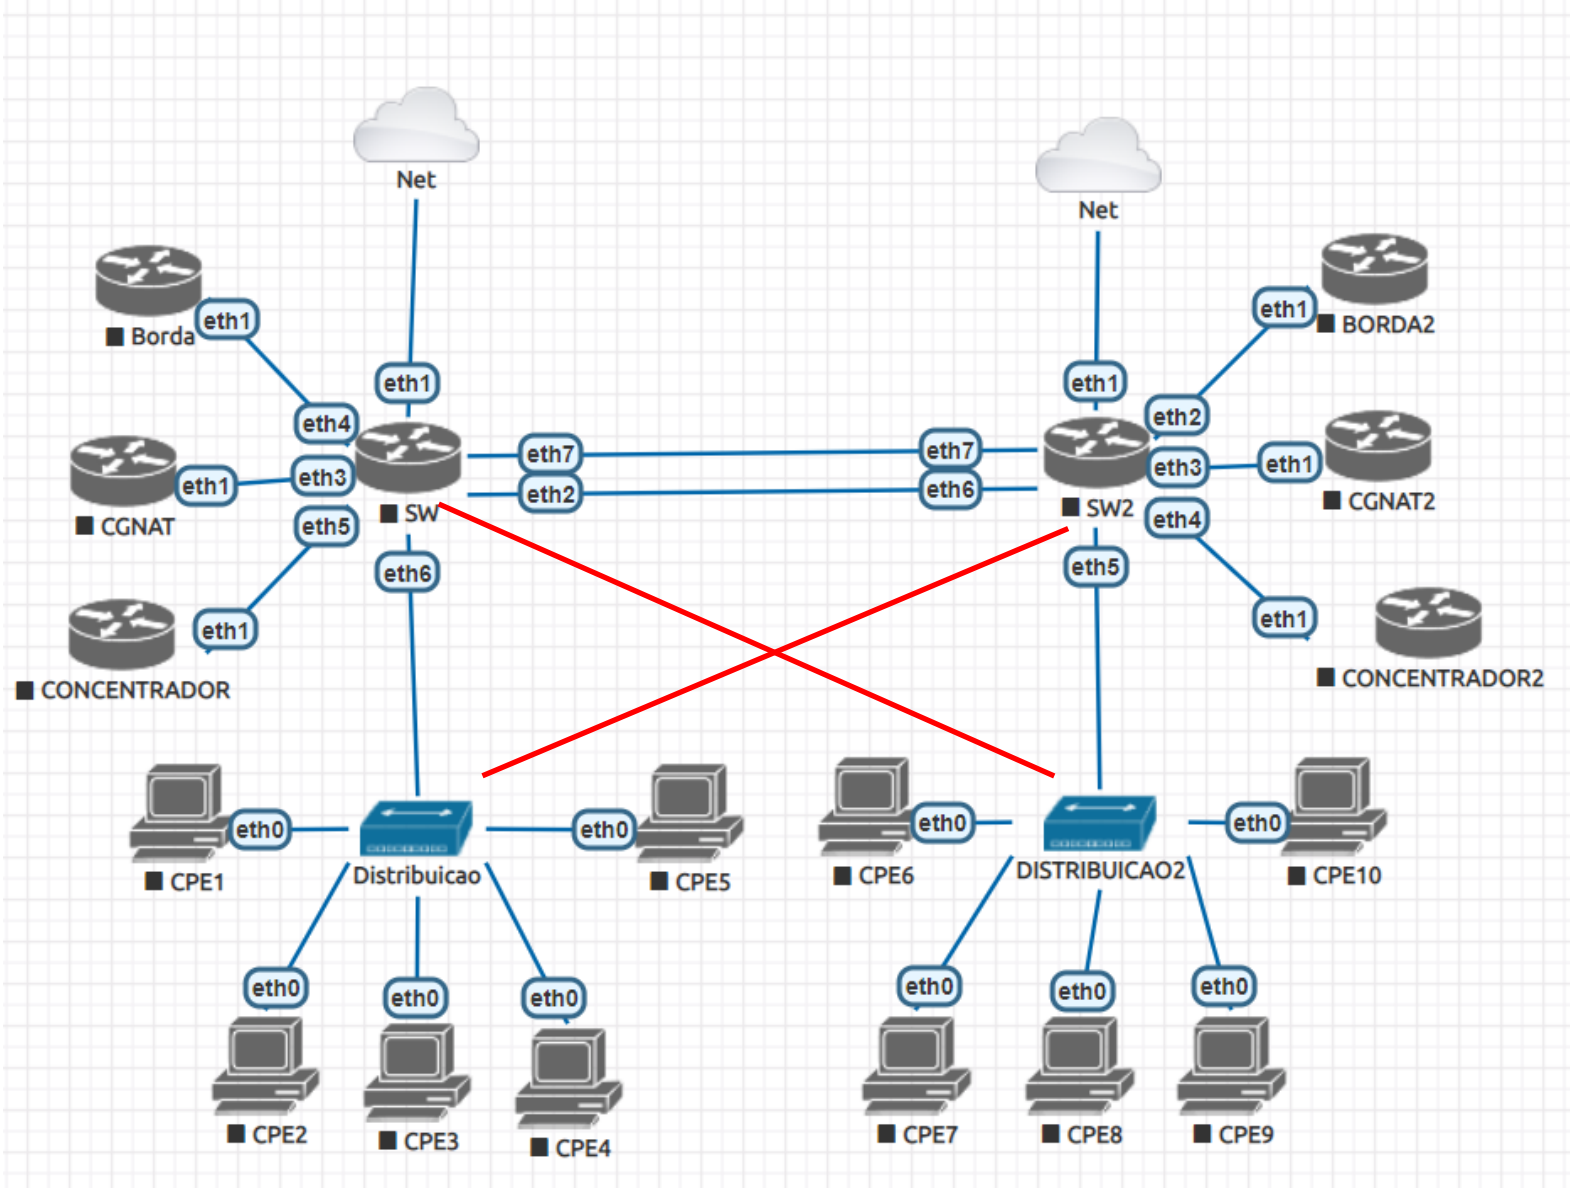 Net
Net
Borda
eth1
eth1
BORDA2
eth1
eth1
eth4
eth2
eth7
eth7
eth3
eth1
CGNAT
eth3
eth1
CGNAT2
eth2
eth6
SW
SW2
eth5
eth4
eth6
eth5
eth1
eth1
CONCENTRADOR
CONCENTRADOR2
eth0
eth0
eth0
eth0
CPE1
Distribuicao
CPE5
CPE6
DISTRIBUICAO2
CPE10
eth0
eth0
eth0
eth0
eth0
eth0
CPE2
CPE3
CPE4
CPE7
CPE8
CPE9